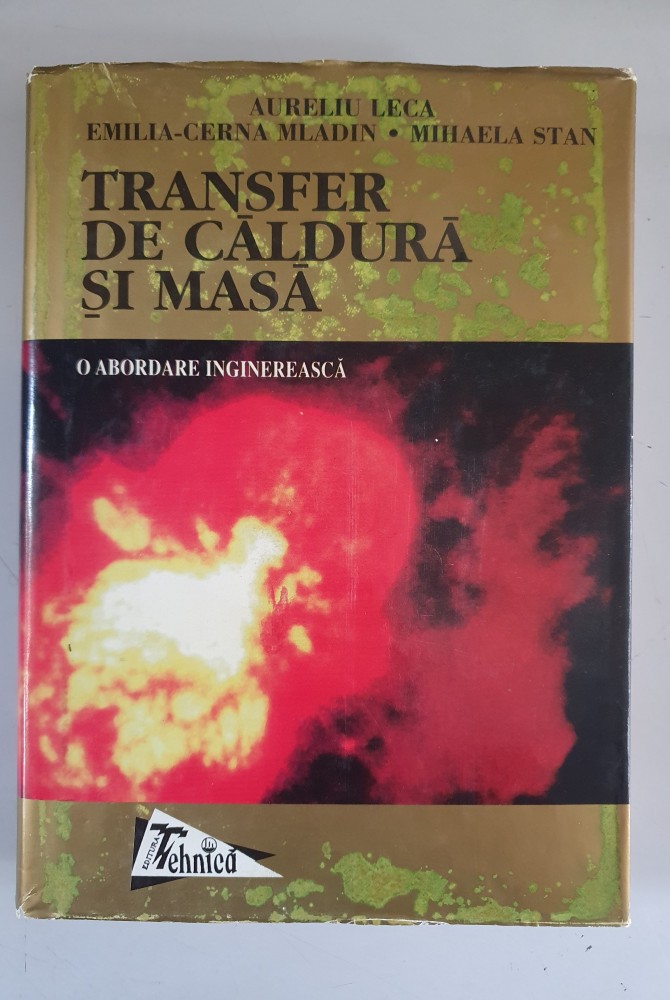 AURELIU LECA
EMILIA-CERNA MLADIN • MIHAELA STAN
TRANSFER
DE CĂLDURĂ
ȘI MASĂ
O ABORDARE INGINEREASCĂ
EDITURA
Tehnică